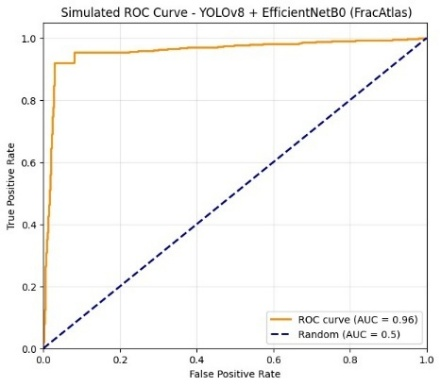 Simulated ROC Curve - YOLOv8 + EfficientNetB0 (FracAtlas)
1.0
0.8
0.6
0.4
0.2
0.0
True Positive Rate
ROC curve (AUC = 0.96)
Random (AUC = 0.5)
0.0 0.2 0.4 0.6 0.8 1.0
False Positive Rate